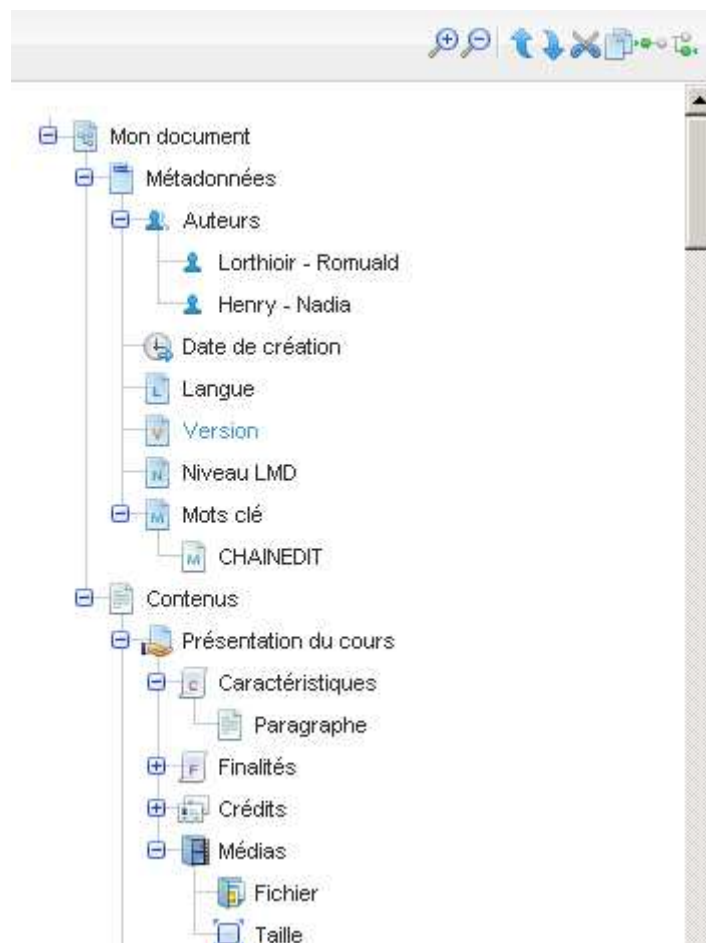 Mon document
Métadonnées
Auteurs
Lorthioir - Romuald
Henry - Nadia
Date de création
Langue
Version
Niveau LMD
Mots clé
CHAINEDIT
Contenus
Présentation du cours
Caractéristiques
Paragraphe
Finalités
Crédits
Médias
Fichier
Taille